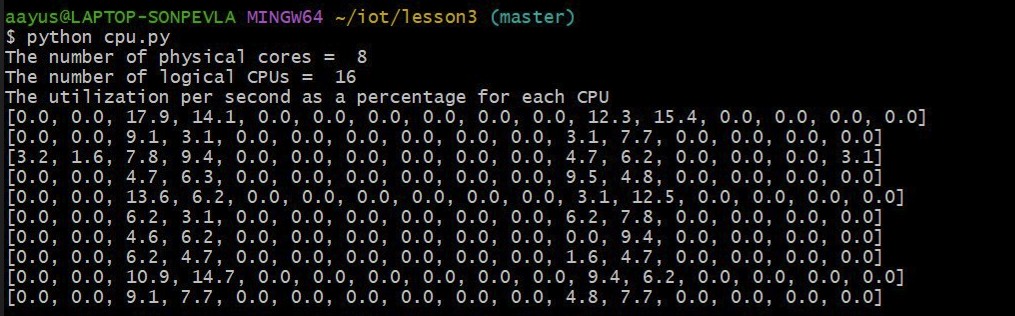 aayus@LAPTOP-SONPEVLA MINGW64 ~/iot/lesson3 (master)
$ python cpu.py
The number of physical cores =  8
The number of logical CPUs =  16
The utilization per second as a percentage for each CPU
[0.0, 0.0, 17.9, 14.1, 0.0, 0.0, 0.0, 0.0, 0.0, 0.0, 12.3, 15.4, 0.0, 0.0, 0.0, 0.0]
[0.0, 0.0, 9.1, 3.1, 0.0, 0.0, 0.0, 0.0, 0.0, 0.0, 3.1, 7.7, 0.0, 0.0, 0.0, 0.0]
[3.2, 1.6, 7.8, 9.4, 0.0, 0.0, 0.0, 0.0, 0.0, 0.0, 4.7, 6.2, 0.0, 0.0, 0.0, 3.1]
[0.0, 0.0, 4.7, 6.3, 0.0, 0.0, 0.0, 0.0, 0.0, 0.0, 9.5, 4.8, 0.0, 0.0, 0.0, 0.0]
[0.0, 0.0, 13.6, 6.2, 0.0, 0.0, 0.0, 0.0, 0.0, 0.0, 3.1, 12.5, 0.0, 0.0, 0.0, 0.0]
[0.0, 0.0, 6.2, 3.1, 0.0, 0.0, 0.0, 0.0, 0.0, 0.0, 6.2, 7.8, 0.0, 0.0, 0.0, 0.0]
[0.0, 0.0, 4.6, 6.2, 0.0, 0.0, 0.0, 0.0, 0.0, 0.0, 0.0, 9.4, 0.0, 0.0, 0.0, 0.0]
[0.0, 0.0, 6.2, 4.7, 0.0, 0.0, 0.0, 0.0, 0.0, 0.0, 1.6, 4.7, 0.0, 0.0, 0.0, 0.0]
[0.0, 0.0, 10.9, 14.7, 0.0, 0.0, 0.0, 0.0, 0.0, 0.0, 9.4, 6.2, 0.0, 0.0, 0.0, 0.0]
[0.0, 0.0, 9.1, 7.7, 0.0, 0.0, 0.0, 0.0, 0.0, 0.0, 4.8, 7.7, 0.0, 0.0, 0.0, 0.0]